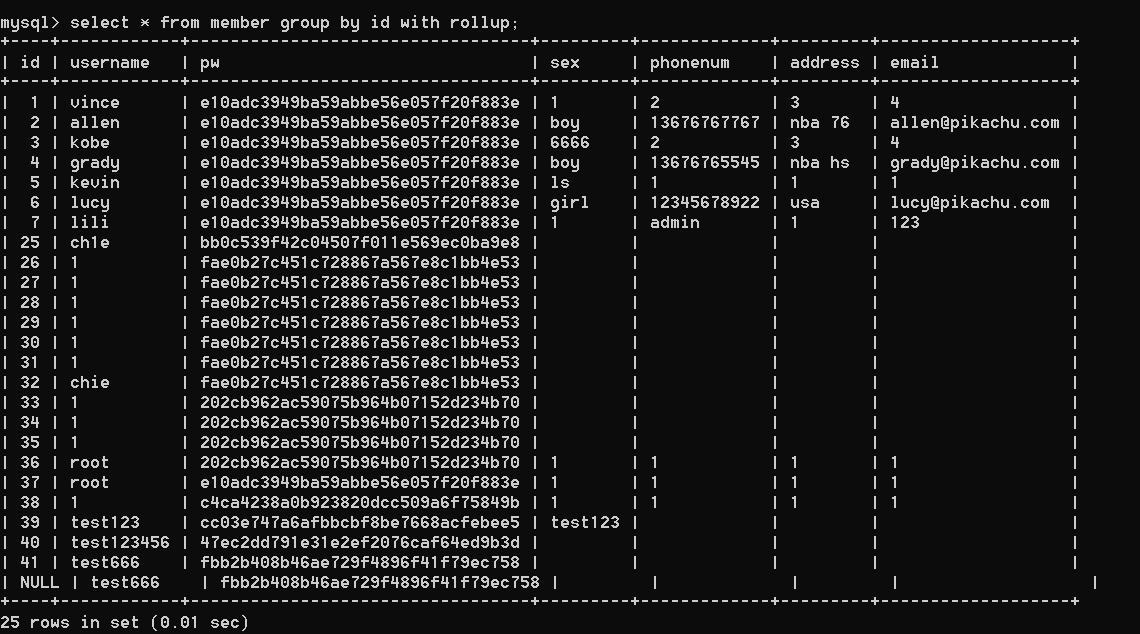 mysql> select * from member group by id with rollup;
+----+------------+----------------------------------+---------+-------------+---------+-------------------+
| id | username   | pw                               | sex     | phonenum    | address | email             |
+----+------------+----------------------------------+---------+-------------+---------+-------------------+
|  1 | vince      | e10adc3949ba59abbe56e057f20f883e | 1       | 2           | 3       | 4                 |
|  2 | allen      | e10adc3949ba59abbe56e057f20f883e | boy     | 13676767767 | nba 76  | allen@pikachu.com |
|  3 | kobe       | e10adc3949ba59abbe56e057f20f883e | 6666    | 2           | 3       | 4                 |
|  4 | grady      | e10adc3949ba59abbe56e057f20f883e | boy     | 13676765545 | nba hs  | grady@pikachu.com |
|  5 | kevin      | e10adc3949ba59abbe56e057f20f883e | ls      | 1           | 1       | 1                 |
|  6 | lucy       | e10adc3949ba59abbe56e057f20f883e | girl    | 12345678922 | usa     | lucy@pikachu.com  |
|  7 | lili       | e10adc3949ba59abbe56e057f20f883e | 1       | admin       | 1       | 123               |
| 25 | ch1e       | bb0c539f42c04507f011e569ec0ba9e8 |         |             |         |                   |
| 26 | 1          | fae0b27c451c728867a567e8c1bb4e53 |         |             |         |                   |
| 27 | 1          | fae0b27c451c728867a567e8c1bb4e53 |         |             |         |                   |
| 28 | 1          | fae0b27c451c728867a567e8c1bb4e53 |         |             |         |                   |
| 29 | 1          | fae0b27c451c728867a567e8c1bb4e53 |         |             |         |                   |
| 30 | 1          | fae0b27c451c728867a567e8c1bb4e53 |         |             |         |                   |
| 31 | 1          | fae0b27c451c728867a567e8c1bb4e53 |         |             |         |                   |
| 32 | chie       | fae0b27c451c728867a567e8c1bb4e53 |         |             |         |                   |
| 33 | 1          | 202cb962ac59075b964b07152d234b70 |         |             |         |                   |
| 34 | 1          | 202cb962ac59075b964b07152d234b70 |         |             |         |                   |
| 35 | 1          | 202cb962ac59075b964b07152d234b70 |         |             |         |                   |
| 36 | root       | 202cb962ac59075b964b07152d234b70 | 1       | 1           | 1       | 1                 |
| 37 | root       | e10adc3949ba59abbe56e057f20f883e | 1       | 1           | 1       | 1                 |
| 38 | 1          | c4ca4238a0b923820dcc509a6f75849b | 1       | 1           | 1       | 1                 |
| 39 | test123    | cc03e747a6afbbcbf8be7668acfebee5 | test123 |             |         |                   |
| 40 | test123456 | 47ec2dd791e31e2ef2076caf64ed9b3d |         |             |         |                   |
| 41 | test666    | fbb2b408b46ae729f4896f41f79ec758 |         |             |         |                   |
| NULL | test666    | fbb2b408b46ae729f4896f41f79ec758 |         |             |         |                   |
+----+------------+----------------------------------+---------+-------------+---------+-------------------+
25 rows in set (0.01 sec)